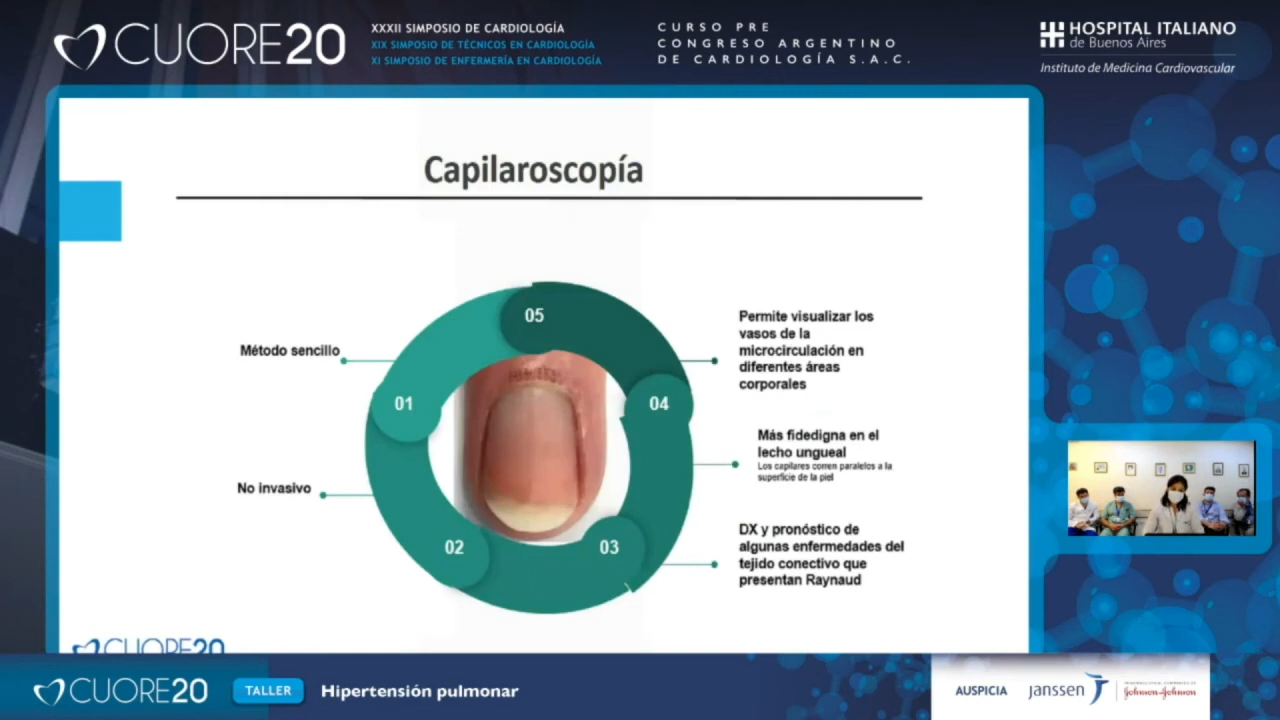 CUORE20
XXXII SIMPOSIO DE CARDIOLOGÍA
XIX SIMPOSIO DE TÉCNICOS EN CARDIOLOGÍA
XI SIMPOSIO DE ENFERMERÍA EN CARDIOLOGÍA
CURSO PRE
CONGRESO ARGENTINO
DE CARDIOLOGÍA S.A.C.
HOSPITAL ITALIANO
de Buenos Aires
Instituto de Medicina Cardiovascular
Capilaroscopía
Método sencillo
No invasivo
01
02
03
04
05
Permite visualizar los
vasos de la
microcirculación en
diferentes áreas
corporales
Más fidedigna en el
lecho ungueal
Los capilares corren paralelos a la
superficie de la piel
DX y pronóstico de
algunas enfermedades del
tejido conectivo que
presentan Raynaud
CUORE20
CUORE20
TALLER
Hipertensión pulmonar
AUSPICIA
janssen
Johnson & Johnson